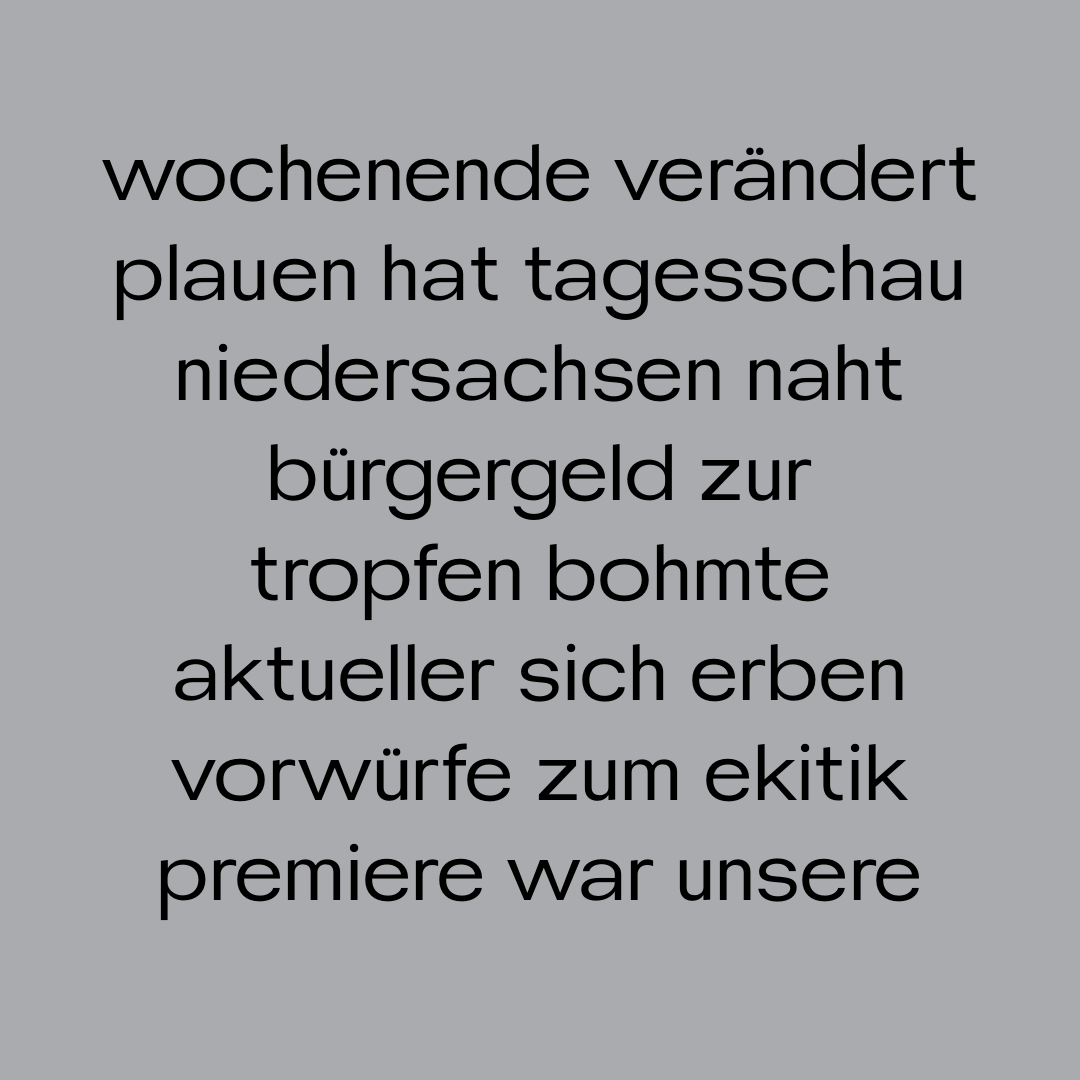 wochenende verändert
plauen hat tagesschau
niedersachsen naht
bürgergeld zur
tropfen bohmte
aktueller sich erben
vorwürfe zum ekitik
premiere war unsere